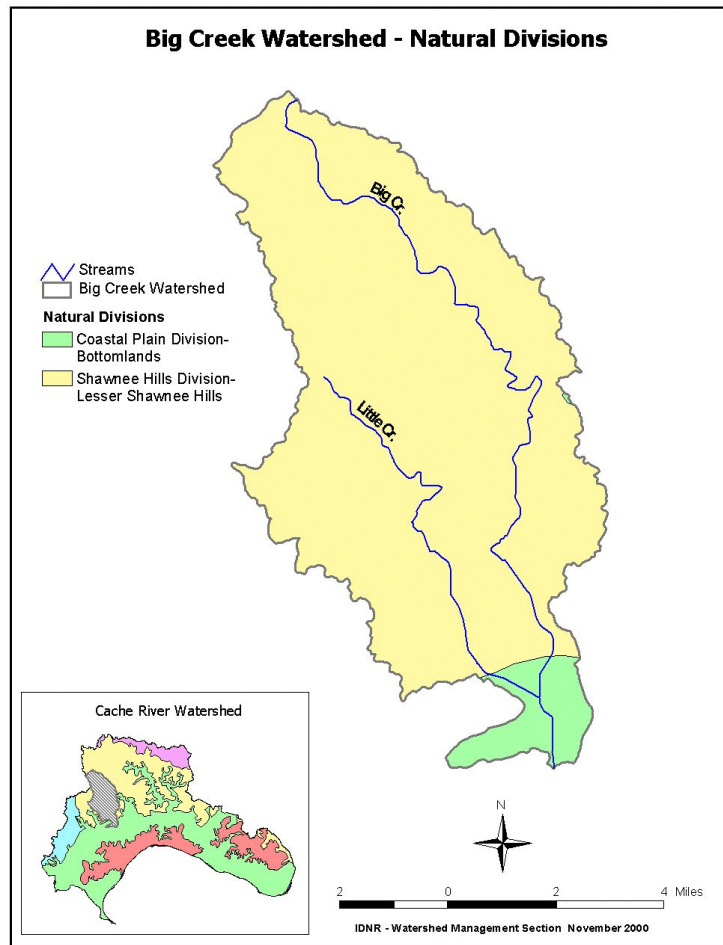 Big Creek Watershed - Natural Divisions
Big Cr.
Streams
Big Creek Watershed
Natural Divisions
Coastal Plain Division-
Bottomlands
Shawnee Hills Division-
Lesser Shawnee Hills
Little Cr.
Cache River Watershed
N
2 0 2 4 Miles
IDNR - Watershed Management Section November 2000